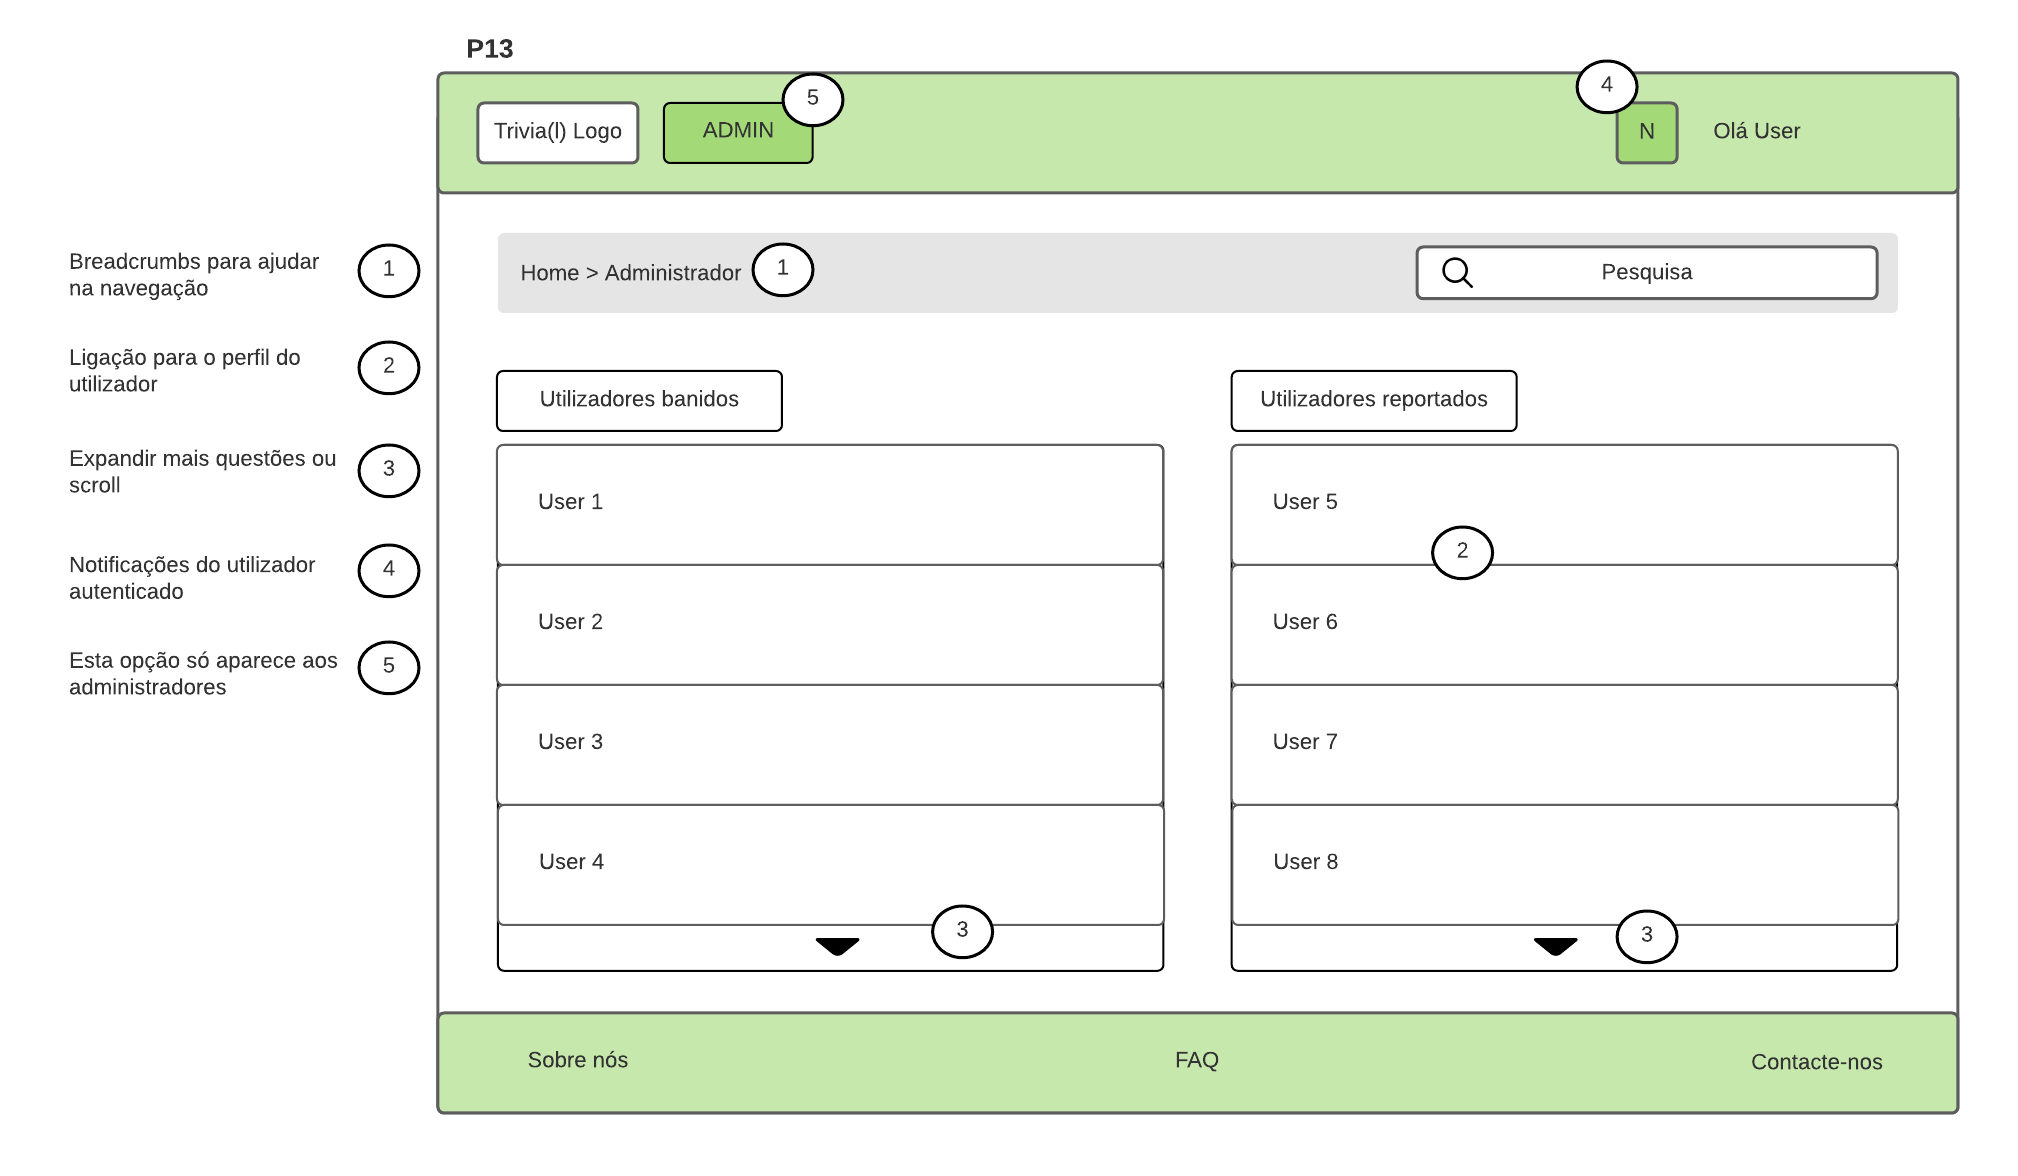 P13
5
4
Trivia(l) Logo
ADMIN
N
Olá User
Breadcrumbs para ajudar
na navegação
1
Home > Administrador
1
Pesquisa
Ligação para o perfil do
utilizador
2
Expandir mais questões ou
scroll
3
Notificações do utilizador
autenticado
4
Esta opção só aparece aos
administradores
5
Utilizadores banidos
User 1
User 2
User 3
User 4
3
Utilizadores reportados
User 5
2
User 6
User 7
User 8
3
Sobre nós
FAQ
Contacte-nos